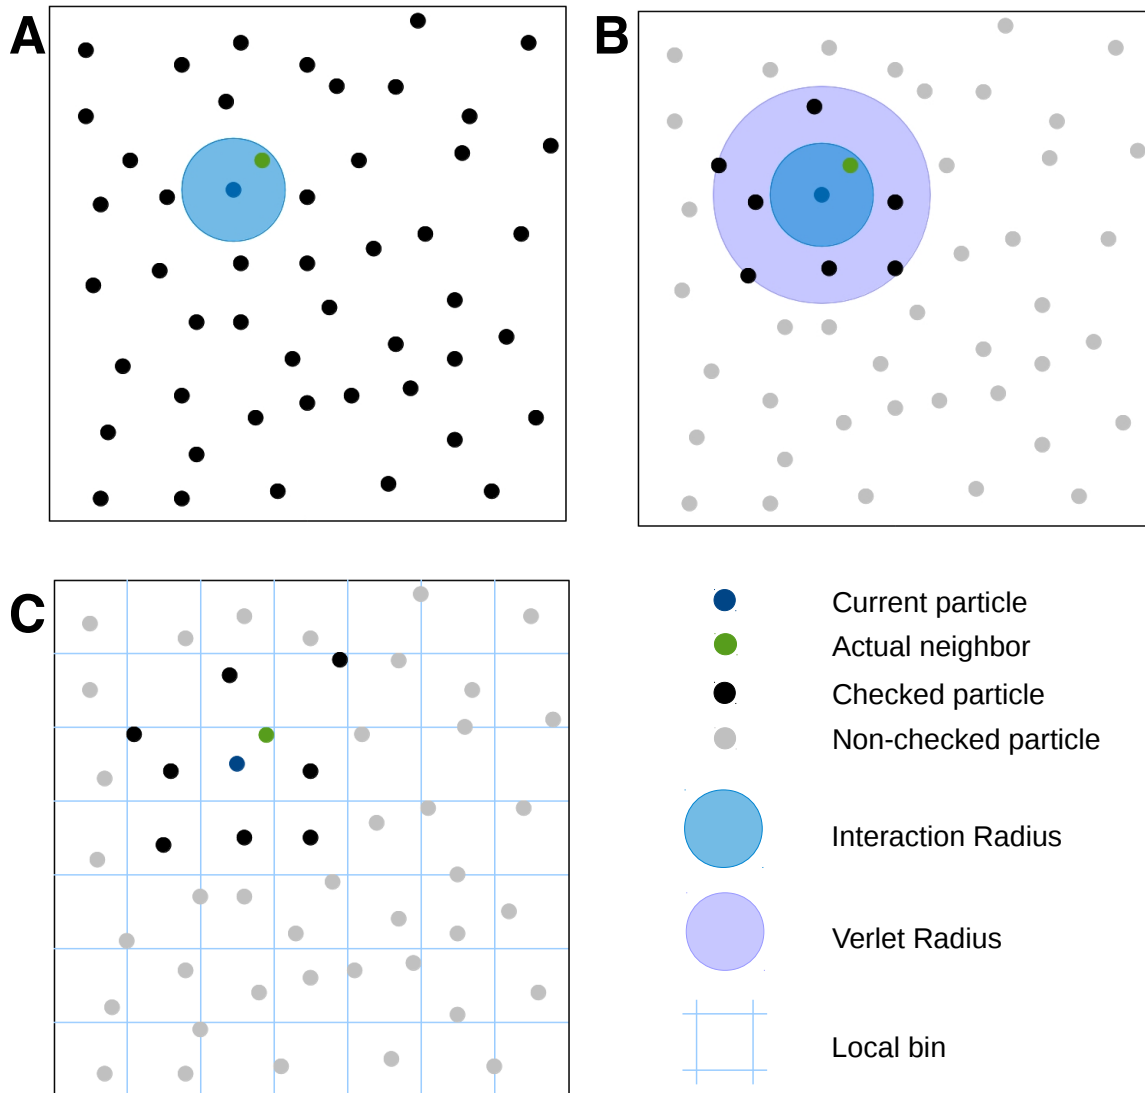 A
B
C
Current particle
Actual neighbor
Checked particle
Non-checked particle
Interaction Radius
Verlet Radius
Local bin